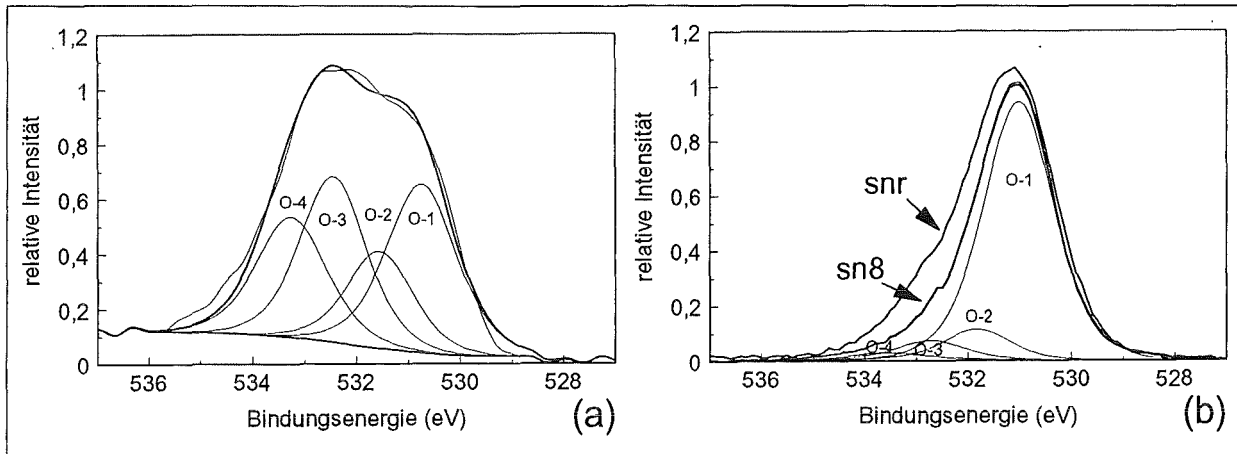 1,2
1
0,8
0,6
0,4
0,2
0
relative Intensität
O-4
O-3
O-2
O-1
536
534
532
530
528
Bindungsenergie (eV)
(a)
1,2
1
0,8
0,6
0,4
0,2
0
relative Intensität
snr
sn8
O-1
O-2
O-4
O-3
536
534
532
530
528
Bindungsenergie (eV)
(b)